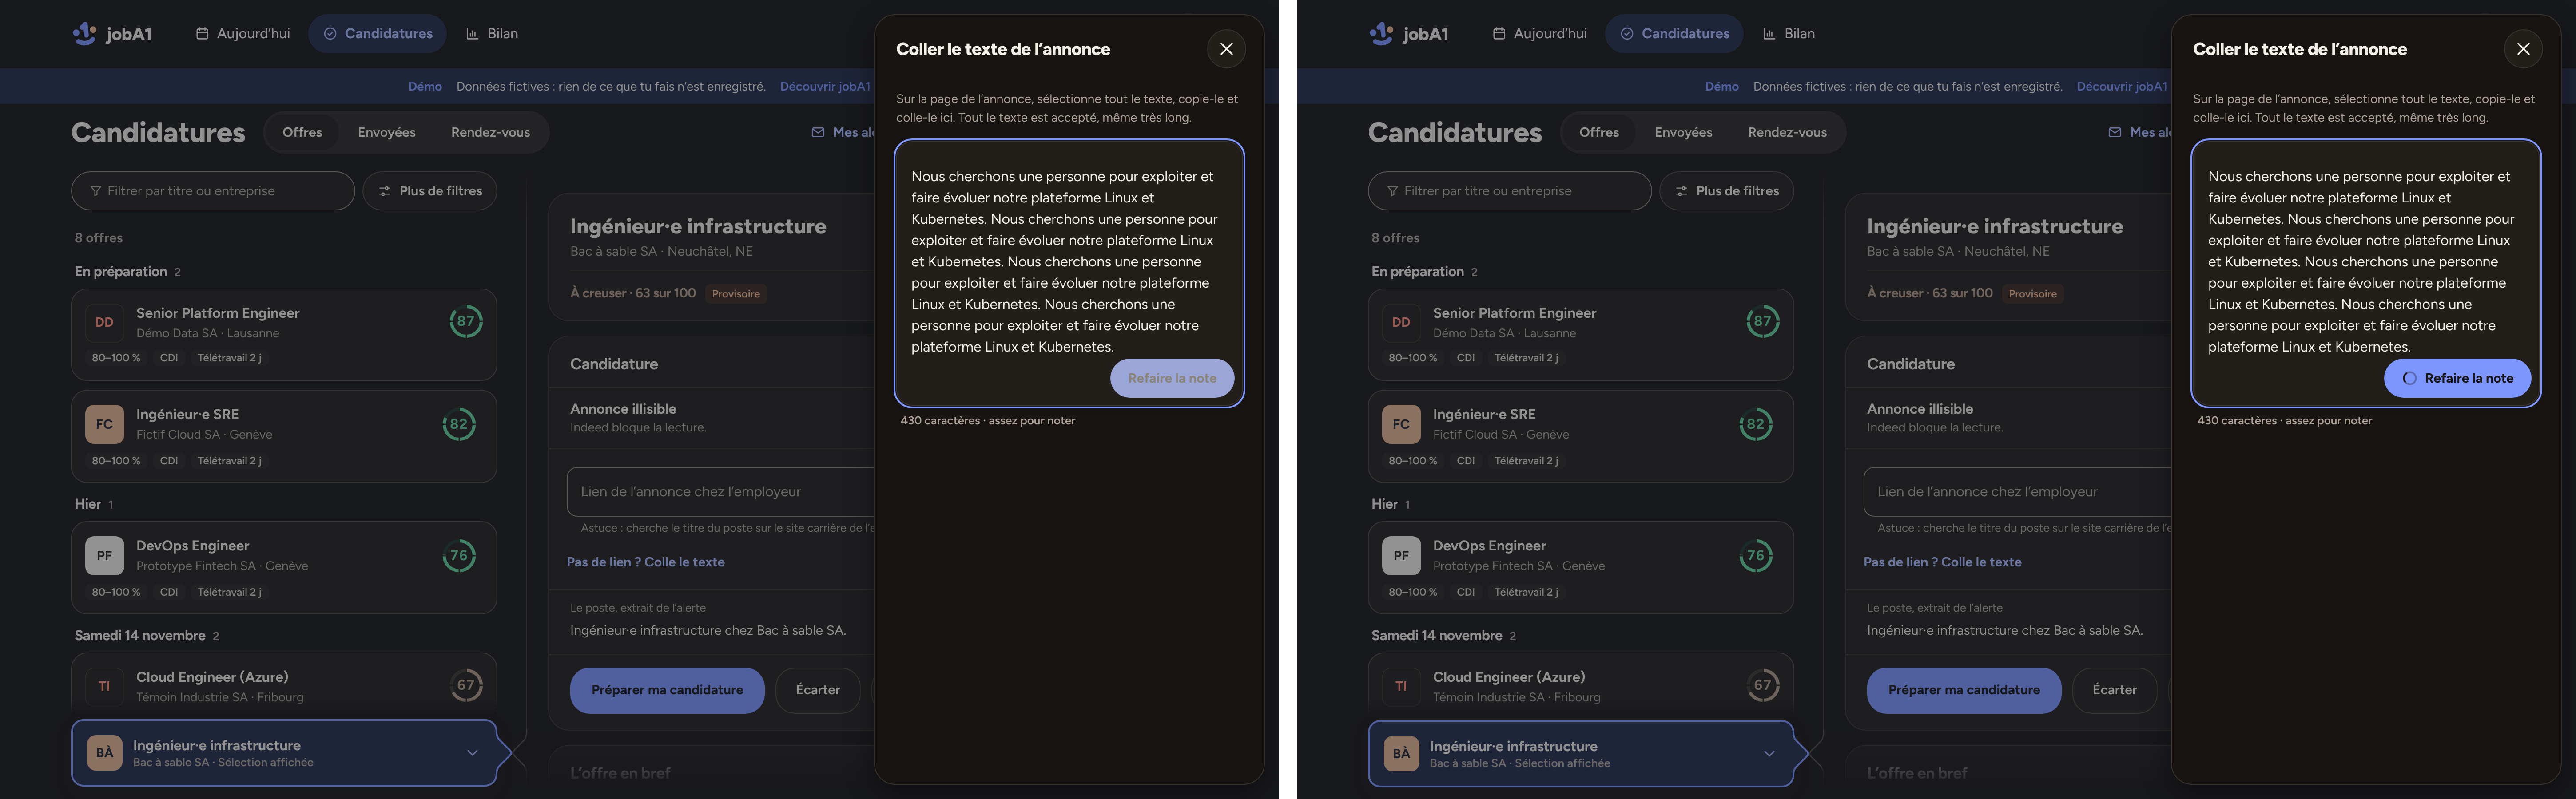 jobA1
Aujourd'hui
Candidatures
Bilan
Démo Données fictives : rien de ce que tu fais n'est enregistré. Découvrir jobA1
Candidatures
Offres
Envoyées
Rendez-vous
Mes al
Filtrer par titre ou entreprise
Plus de filtres
8 offres
En préparation 2
DD
Senior Platform Engineer
Démo Data SA · Lausanne
87
80–100 % CDI Télétravail 2 j
FC
Ingénieur·e SRE
Fictif Cloud SA · Genève
82
80–100 % CDI Télétravail 2 j
Hier 1
PF
DevOps Engineer
Prototype Fintech SA · Genève
76
80–100 % CDI Télétravail 2 j
Samedi 14 novembre 2
TI
Cloud Engineer (Azure)
Témoin Industrie SA · Fribourg
67
BÀ
Ingénieur·e infrastructure
Bac à sable SA · Sélection affichée
Ingénieur·e infrastructure
Bac à sable SA · Neuchâtel, NE
À creuser · 63 sur 100 Provisoire
Candidature
Annonce illisible
Indeed bloque la lecture.
Lien de l'annonce chez l'employeur
Astuce : cherche le titre du poste sur le site carrière de l'e
Pas de lien ? Colle le texte
Le poste, extrait de l'alerte
Ingénieur·e infrastructure chez Bac à sable SA.
Préparer ma candidature
Écarter
L'offre en bref
Coller le texte de l'annonce
Sur la page de l'annonce, sélectionne tout le texte, copie-le et
colle-le ici. Tout le texte est accepté, même très long.
Nous cherchons une personne pour exploiter et
faire évoluer notre plateforme Linux et
Kubernetes. Nous cherchons une personne pour
exploiter et faire évoluer notre plateforme Linux
et Kubernetes. Nous cherchons une personne
pour exploiter et faire évoluer notre plateforme
Linux et Kubernetes. Nous cherchons une
personne pour exploiter et faire évoluer notre
plateforme Linux et Kubernetes.
Refaire la note
430 caractères · assez pour noter
jobA1
Aujourd'hui
Candidatures
Bilan
Démo Données fictives : rien de ce que tu fais n'est enregistré. Découvrir jobA1
Candidatures
Offres
Envoyées
Rendez-vous
Mes al
Filtrer par titre ou entreprise
Plus de filtres
8 offres
En préparation 2
DD
Senior Platform Engineer
Démo Data SA · Lausanne
87
80–100 % CDI Télétravail 2 j
FC
Ingénieur·e SRE
Fictif Cloud SA · Genève
82
80–100 % CDI Télétravail 2 j
Hier 1
PF
DevOps Engineer
Prototype Fintech SA · Genève
76
80–100 % CDI Télétravail 2 j
Samedi 14 novembre 2
TI
Cloud Engineer (Azure)
Témoin Industrie SA · Fribourg
67
BÀ
Ingénieur·e infrastructure
Bac à sable SA · Sélection affichée
Ingénieur·e infrastructure
Bac à sable SA · Neuchâtel, NE
À creuser · 63 sur 100 Provisoire
Candidature
Annonce illisible
Indeed bloque la lecture.
Lien de l'annonce chez l'employeur
Astuce : cherche le titre du poste sur le site carrière de l'e
Pas de lien ? Colle le texte
Le poste, extrait de l'alerte
Ingénieur·e infrastructure chez Bac à sable SA.
Préparer ma candidature
Écarter
L'offre en bref
Coller le texte de l'annonce
Sur la page de l'annonce, sélectionne tout le texte, copie-le et
colle-le ici. Tout le texte est accepté, même très long.
Nous cherchons une personne pour exploiter et
faire évoluer notre plateforme Linux et
Kubernetes. Nous cherchons une personne pour
exploiter et faire évoluer notre plateforme Linux
et Kubernetes. Nous cherchons une personne
pour exploiter et faire évoluer notre plateforme
Linux et Kubernetes. Nous cherchons une
personne pour exploiter et faire évoluer notre
plateforme Linux et Kubernetes.
Refaire la note
430 caractères · assez pour noter